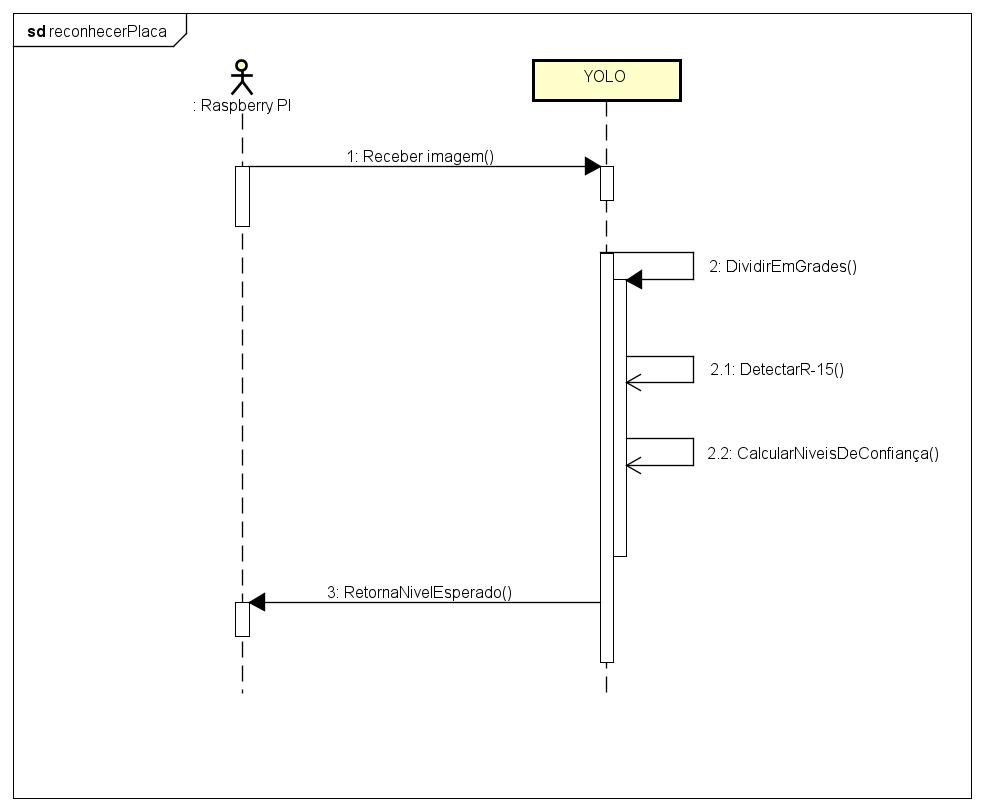 sd reconhecerPlaca
: Raspberry PI
YOLO
1: Receber imagem()
2: DividirEmGrades()
2.1: DetectarR-15()
2.2: CalcularNiveisDeConfiança()
3: RetornaNivelEsperado()